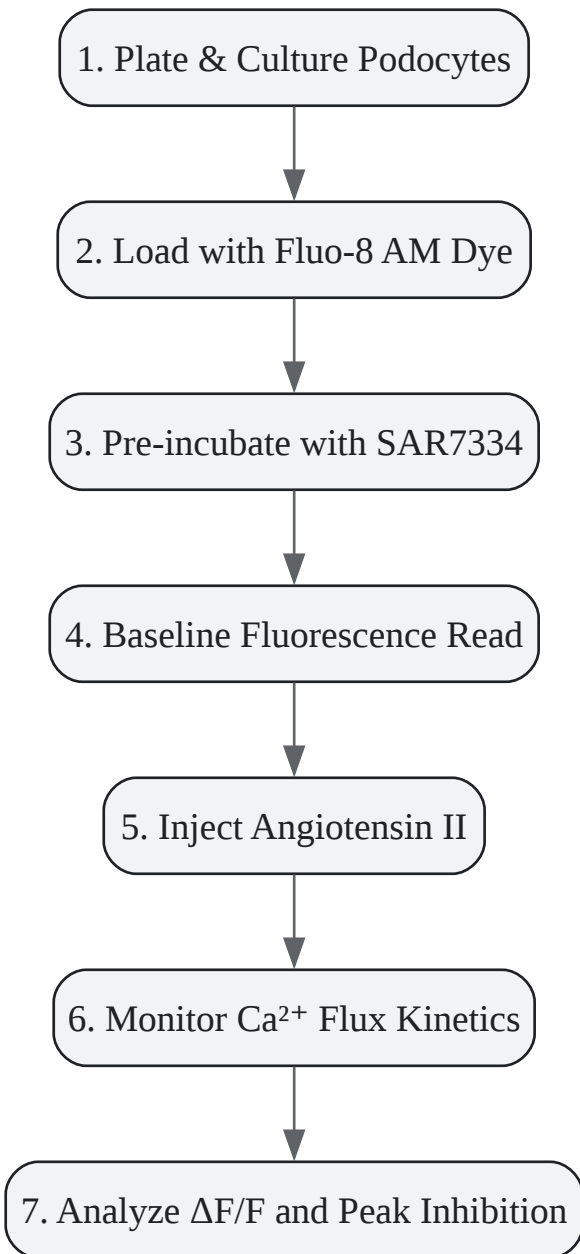 1. Plate & Culture Podocytes
2. Load with Fluo-8 AM Dye
3. Pre-incubate with SAR7334
4. Baseline Fluorescence Read
5. Inject Angiotensin II
6. Monitor Ca²⁺ Flux Kinetics
7. Analyze ΔF/F and Peak Inhibition